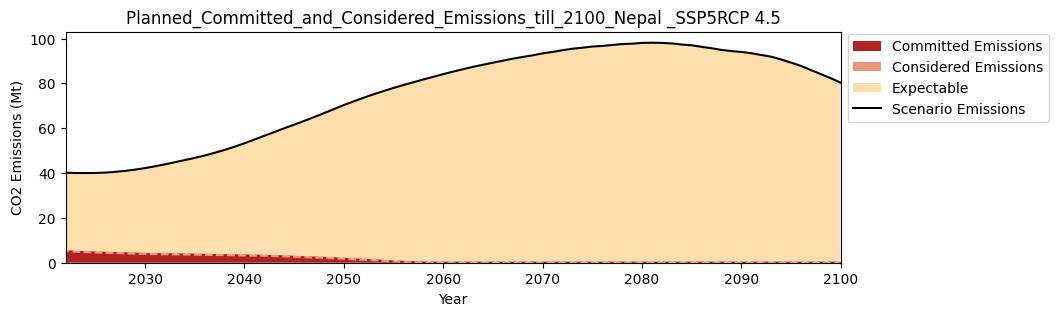 Planned_Committed_and_Considered_Emissions_till_2100_Nepal _SSP5RCP 4.5
CO2 Emissions (Mt)
100
80
60
40
20
0
2030
2040
2050
2060
2070
2080
2090
2100
Year
Committed Emissions
Considered Emissions
Expectable
Scenario Emissions